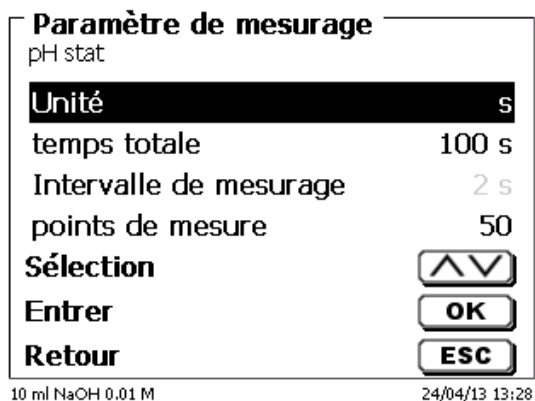 Paramètre de mesurage
pH stat
Unité s
temps totale 100 s
Intervalle de mesurage 2 s
points de mesure 50
Sélection
Entrer OK
Retour ESC
10 ml NaOH 0.01 M 24/04/13 13:28